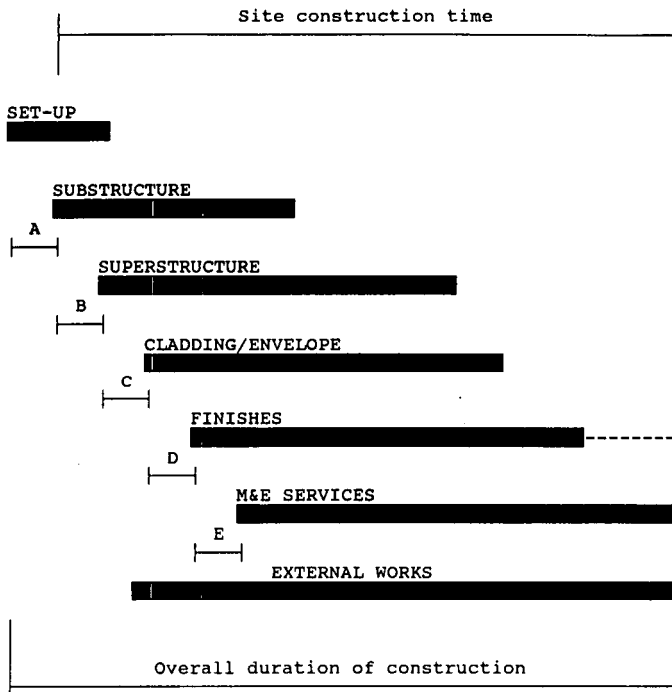 Site construction time
SET-UP
SUBSTRUCTURE
A
SUPERSTRUCTURE
B
CLADDING/ENVELOPE
C
FINISHES
D
M&E SERVICES
E
EXTERNAL WORKS
Overall duration of construction